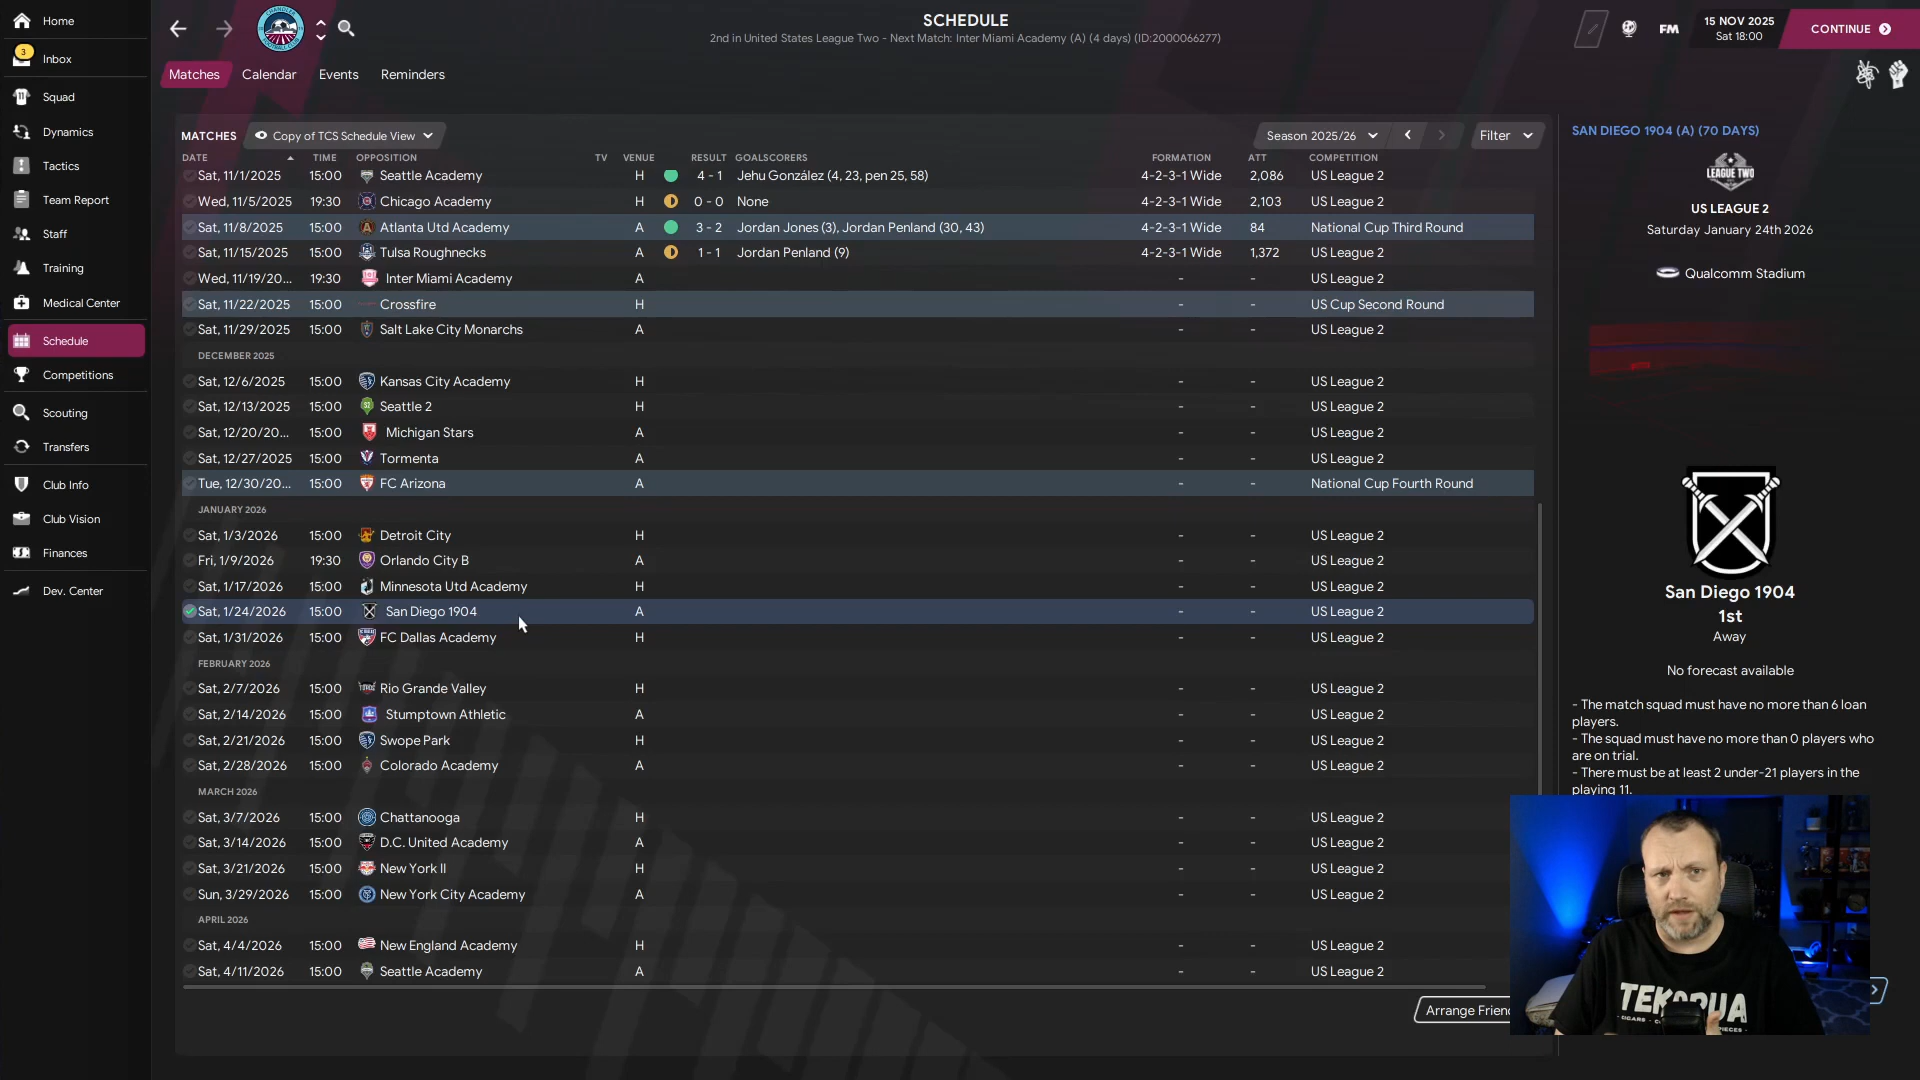 Home
3
Inbox
Squad
Dynamics
Tactics
Team Report
Staff
Training
Medical Center
Schedule
Competitions
Scouting
Transfers
Club Info
Club Vision
Finances
Dev. Center
SCHEDULE
2nd in United States League Two - Next Match: Inter Miami Academy (A) (4 days) (ID:2000066277)
FM
15 NOV 2025
Sat 18:00
CONTINUE
Matches Calendar Events Reminders
MATCHES Copy of TCS Schedule View Season 2025/26 Filter
DATE TIME OPPOSITION TV VENUE RESULT GOALSCORERS FORMATION ATT COMPETITION
Sat, 11/1/2025 15:00 Seattle Academy H 4 - 1 Jehu González (4, 23, pen 25, 58) 4-2-3-1 Wide 2,086 US League 2
Wed, 11/5/2025 19:30 Chicago Academy H 0 - 0 None 4-2-3-1 Wide 2,103 US League 2
Sat, 11/8/2025 15:00 Atlanta Utd Academy A 3 - 2 Jordan Jones (3), Jordan Penland (30, 43) 4-2-3-1 Wide 84 National Cup Third Round
Sat, 11/15/2025 15:00 Tulsa Roughnecks A 1 - 1 Jordan Penland (9) 4-2-3-1 Wide 1,372 US League 2
Wed, 11/19/20... 19:30 Inter Miami Academy A - - US League 2
Sat, 11/22/2025 15:00 Crossfire H - - US Cup Second Round
Sat, 11/29/2025 15:00 Salt Lake City Monarchs A - - US League 2
DECEMBER 2025
Sat, 12/6/2025 15:00 Kansas City Academy H - - US League 2
Sat, 12/13/2025 15:00 Seattle 2 H - - US League 2
Sat, 12/20/20... 15:00 Michigan Stars A - - US League 2
Sat, 12/27/2025 15:00 Tormenta A - - US League 2
Tue, 12/30/20... 15:00 FC Arizona A - - National Cup Fourth Round
JANUARY 2026
Sat, 1/3/2026 15:00 Detroit City H - - US League 2
Fri, 1/9/2026 19:30 Orlando City B A - - US League 2
Sat, 1/17/2026 15:00 Minnesota Utd Academy H - - US League 2
Sat, 1/24/2026 15:00 San Diego 1904 A - - US League 2
Sat, 1/31/2026 15:00 FC Dallas Academy H - - US League 2
FEBRUARY 2026
Sat, 2/7/2026 15:00 Rio Grande Valley H - - US League 2
Sat, 2/14/2026 15:00 Stumptown Athletic A - - US League 2
Sat, 2/21/2026 15:00 Swope Park H - - US League 2
Sat, 2/28/2026 15:00 Colorado Academy A - - US League 2
MARCH 2026
Sat, 3/7/2026 15:00 Chattanooga H - - US League 2
Sat, 3/14/2026 15:00 D.C. United Academy A - - US League 2
Sat, 3/21/2026 15:00 New York II H - - US League 2
Sun, 3/29/2026 15:00 New York City Academy A - - US League 2
APRIL 2026
Sat, 4/4/2026 15:00 New England Academy H - - US League 2
Sat, 4/11/2026 15:00 Seattle Academy A - - US League 2
Arrange Frien
SAN DIEGO 1904 (A) (70 DAYS)
LEAGUE TWO
US LEAGUE 2
Saturday January 24th 2026
Qualcomm Stadium
San Diego 1904
1st
Away
No forecast available
- The match squad must have no more than 6 loan
players.
- The squad must have no more than 0 players who
are on trial.
- There must be at least 2 under-21 players in the
playing 11.